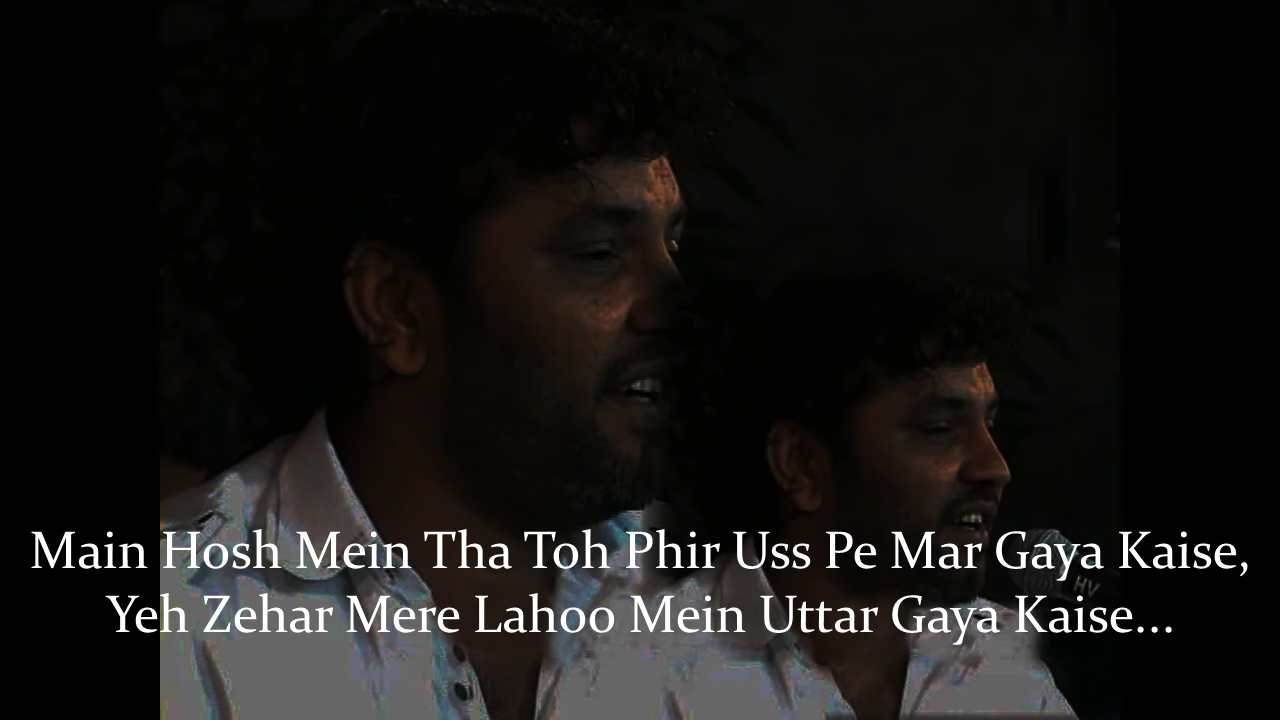 Main Hosh Mein Tha Toh Phir Uss Pe Mar Gaya Kaise,
Yeh Zehar Mere Lahoo Mein Uttar Gaya Kaise...
HV